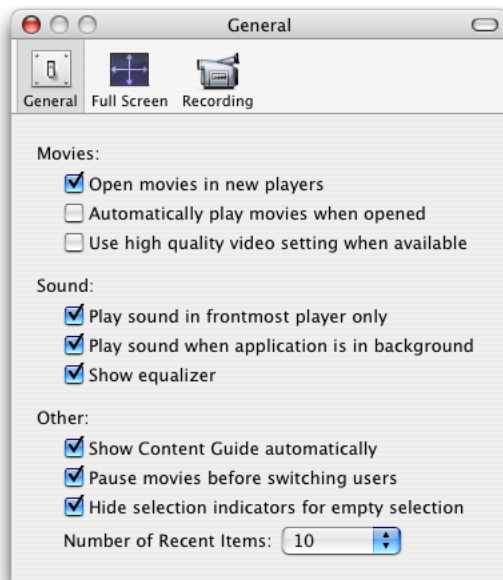 General
General Full Screen Recording
Movies:
Open movies in new players
Automatically play movies when opened
Use high quality video setting when available
Sound:
Play sound in frontmost player only
Play sound when application is in background
Show equalizer
Other:
Show Content Guide automatically
Pause movies before switching users
Hide selection indicators for empty selection
Number of Recent Items: 10